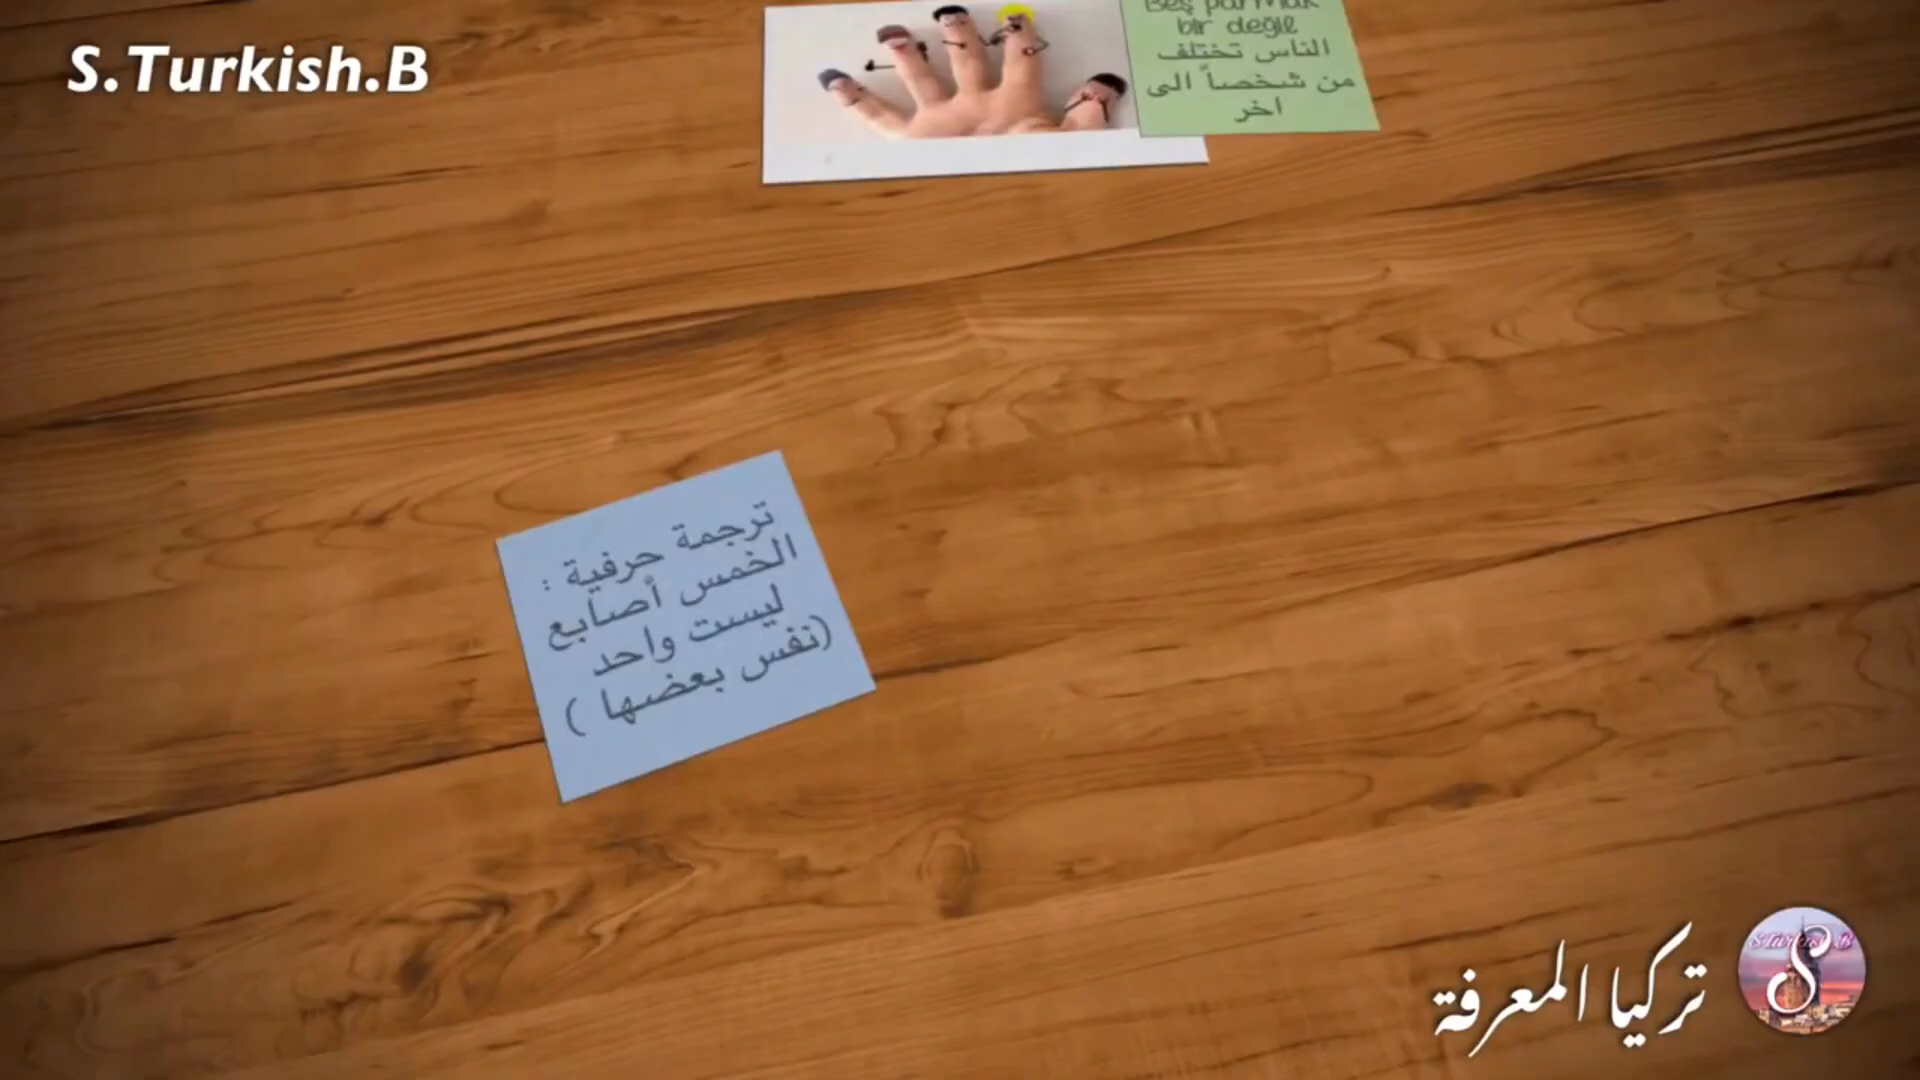 S.Turkish.B
Beş parmak
bir değil
الناس تختلف
من شخصاً الى
اخر
ترجمة حرفية :
الخمس أصابع
ليست واحد
(نفس بعضها )
تركيا المعرفة
S Turkish .B
S